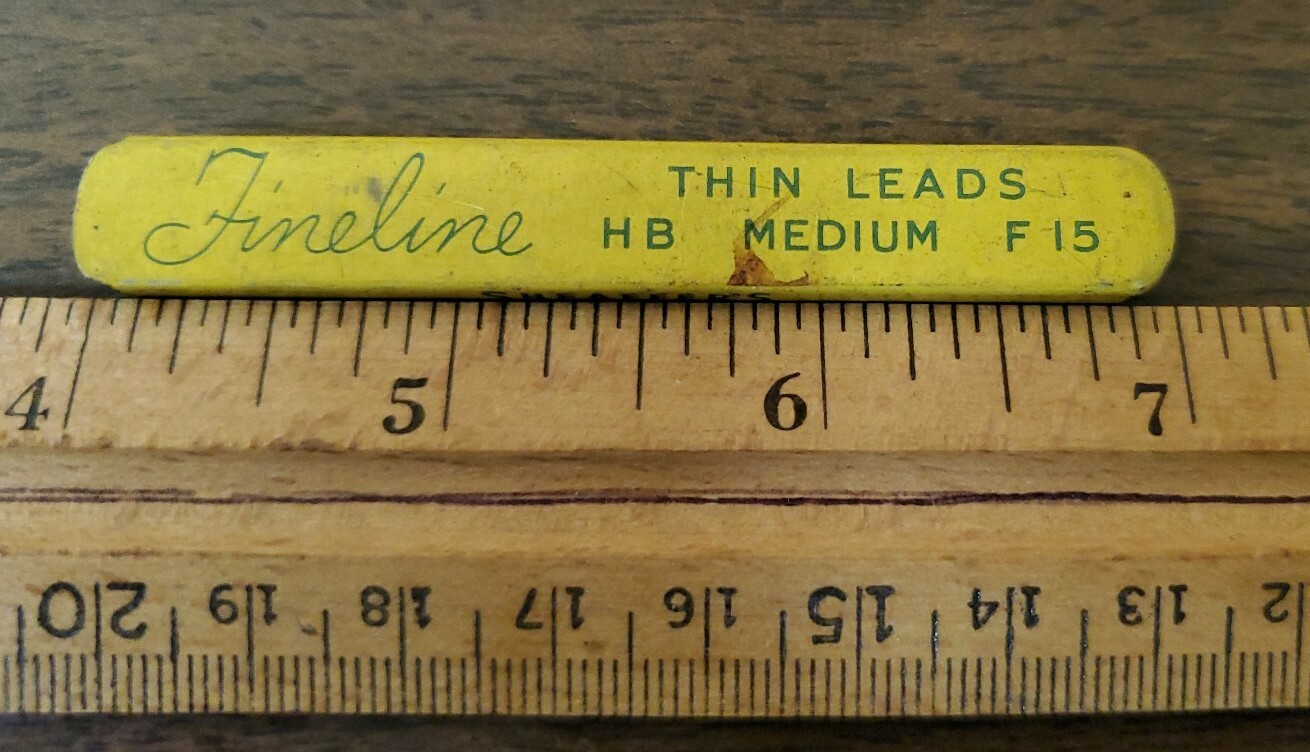 Fineline
THIN LEADS
HB MEDIUM F15
SHEAFFER'S
4 5 6 7
20 19 18 17 16 15 14 13 12